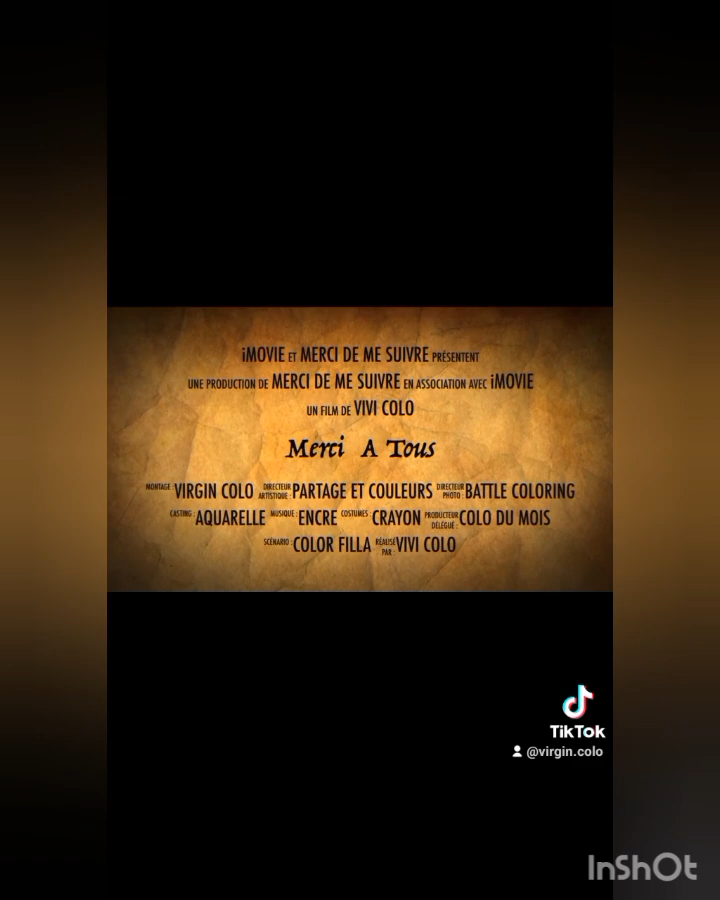 iMOVIE ET MERCI DE ME SUIVRE PRÉSENTENT
UNE PRODUCTION DE MERCI DE ME SUIVRE EN ASSOCIATION AVEC iMOVIE
UN FILM DE VIVI COLO
Merci A Tous
MONTAGE : VIRGIN COLO DIRECTEUR ARTISTIQUE : PARTAGE ET COULEURS DIRECTEUR PHOTO : BATTLE COLORING
CASTING : AQUARELLE MUSIQUE : ENCRE COSTUMES : CRAYON PRODUCTEUR DÉLÉGUÉ : COLO DU MOIS
SCÉNARIO : COLOR FILLA RÉALISÉ PAR : VIVI COLO
TikTok
@virgin.colo
InShOt